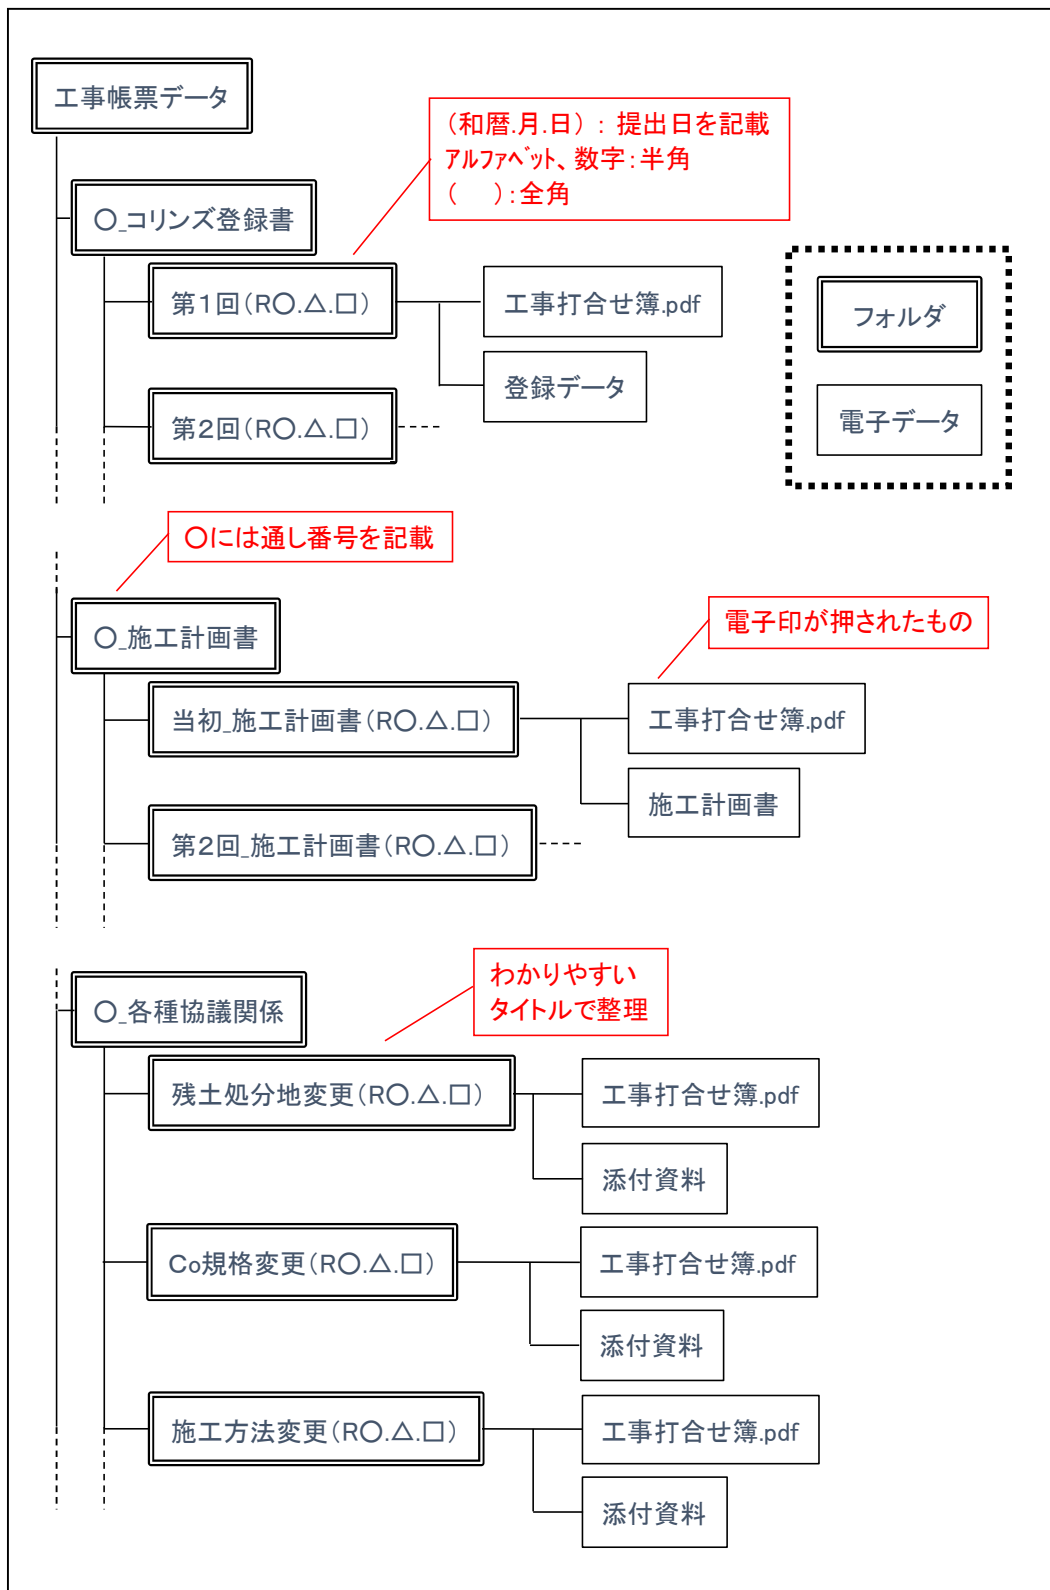 工事帳票データ
(和暦.月.日)：提出日を記載
ｱﾙﾌｧﾍﾞｯﾄ、数字：半角
(　　)：全角
〇_コリンズ登録書
第1回(R〇.△.□)
工事打合せ簿.pdf
登録データ
第2回(R〇.△.□)
フォルダ
電子データ
〇には通し番号を記載
〇_施工計画書
電子印が押されたもの
当初_施工計画書(R〇.△.□)
工事打合せ簿.pdf
施工計画書
第2回_施工計画書(R〇.△.□)
〇_各種協議関係
わかりやすい
タイトルで整理
残土処分地変更(R〇.△.□)
工事打合せ簿.pdf
添付資料
Co規格変更(R〇.△.□)
工事打合せ簿.pdf
添付資料
施工方法変更(R〇.△.□)
工事打合せ簿.pdf
添付資料